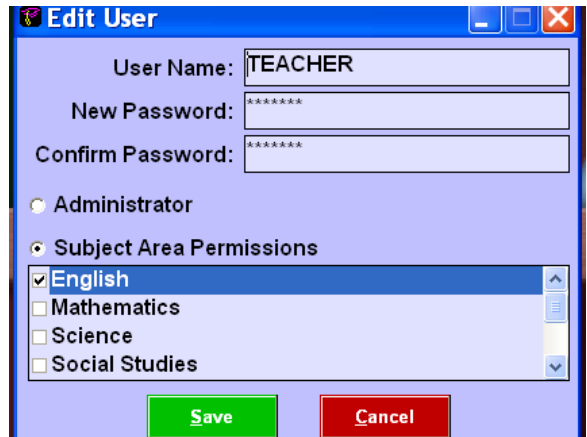 Edit User
User Name: TEACHER
New Password: *******
Confirm Password: *******
Administrator
Subject Area Permissions
English
Mathematics
Science
Social Studies
Save Cancel